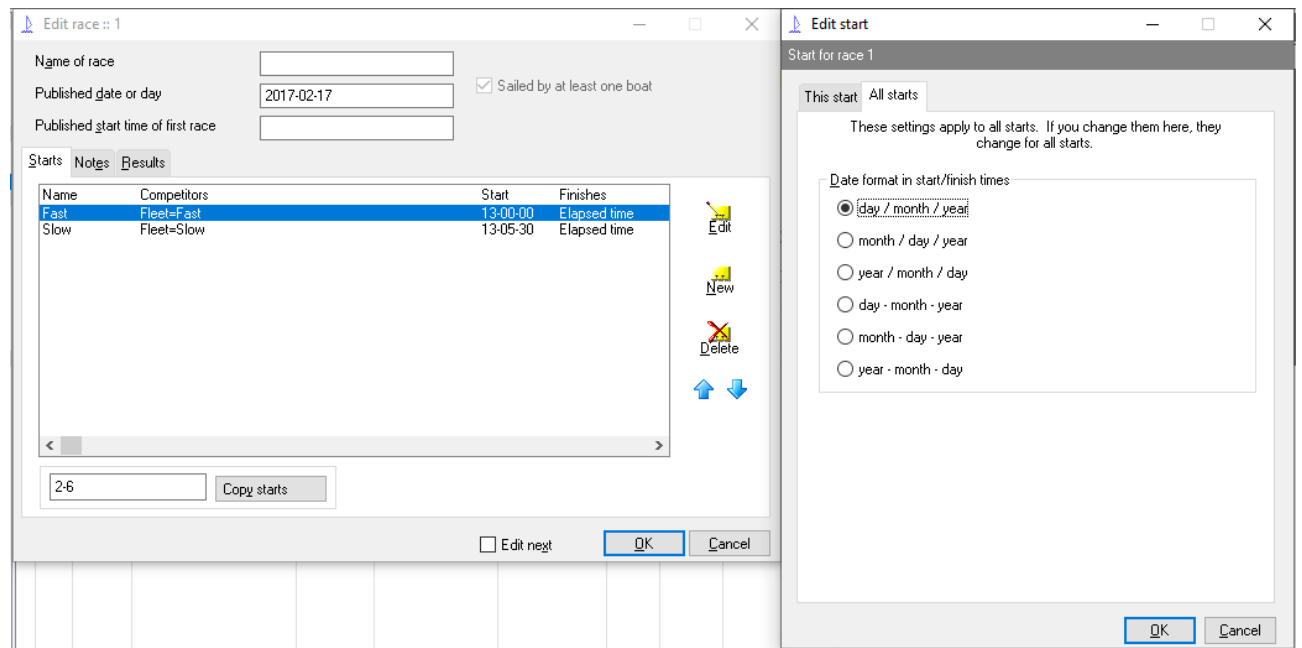 Edit race :: 1
Name of race
Published date or day
2017-02-17
Published start time of first race
Sailed by at least one boat
Starts Notes Results
Name Competitors Start Finishes
Fast Fleet=Fast 13-00-00 Elapsed time
Slow Fleet=Slow 13-05-30 Elapsed time
Edit
New
Delete
2-6
Copy starts
Edit next
OK
Cancel
Edit start
Start for race 1
This start All starts
These settings apply to all starts. If you change them here, they
change for all starts.
Date format in start/finish times
day / month / year
month / day / year
year / month / day
day - month - year
month - day - year
year - month - day
OK
Cancel